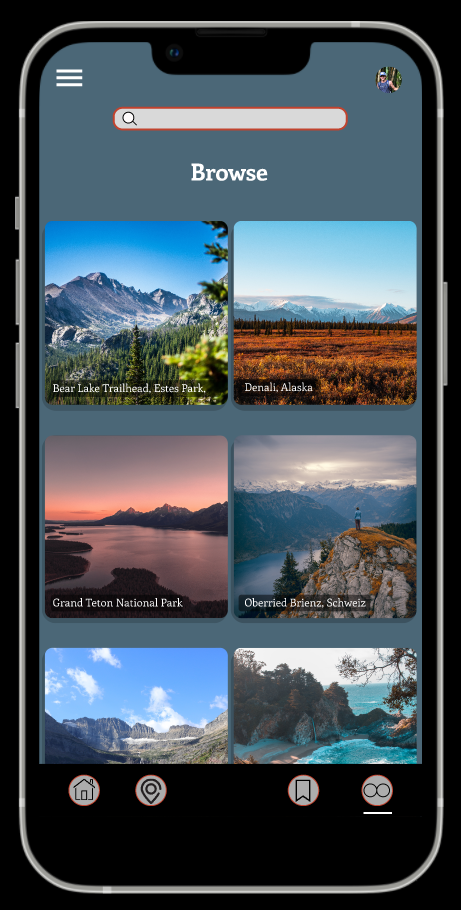 Browse
Bear Lake Trailhead, Estes Park,
Denali, Alaska
Grand Teton National Park
Oberried Brienz, Schweiz